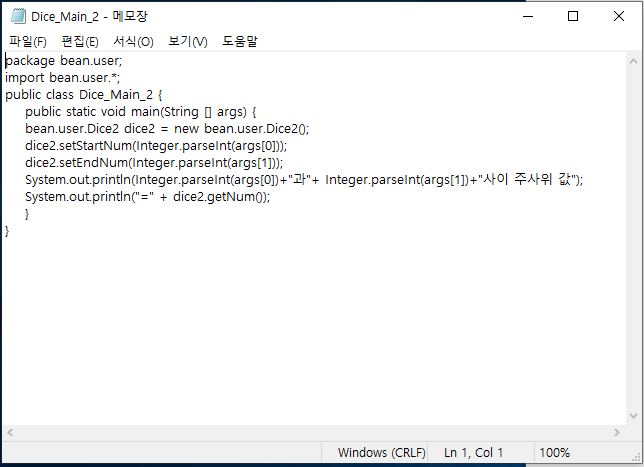 Dice_Main_2 - 메모장
파일(F) 편집(E) 서식(O) 보기(V) 도움말
package bean.user;
import bean.user.*;
public class Dice_Main_2 {
public static void main(String [] args) {
bean.user.Dice2 dice2 = new bean.user.Dice2();
dice2.setStartNum(Integer.parseInt(args[0]));
dice2.setEndNum(Integer.parseInt(args[1]));
System.out.println(Integer.parseInt(args[0])+"과"+ Integer.parseInt(args[1])+"사이 주사위 값");
System.out.println("=" + dice2.getNum());
}
}
Windows (CRLF) Ln 1, Col 1 100%